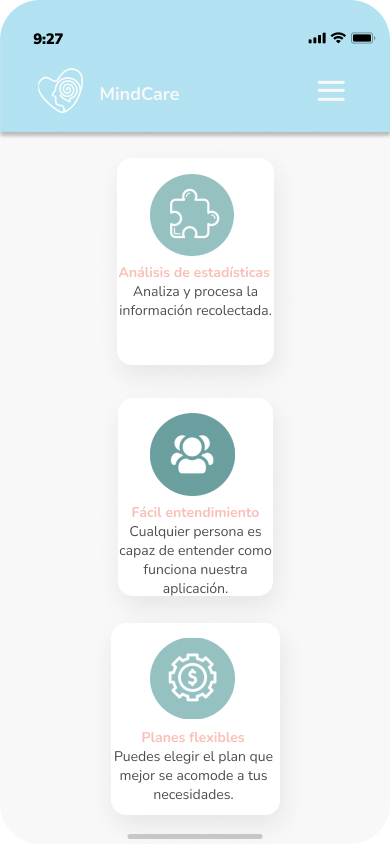 9:27
MindCare
Análisis de estadísticas
Analiza y procesa la
información recolectada.
Fácil entendimiento
Cualquier persona es
capaz de entender como
funciona nuestra
aplicación.
$
Planes flexibles
Puedes elegir el plan que
mejor se acomode a tus
necesidades.